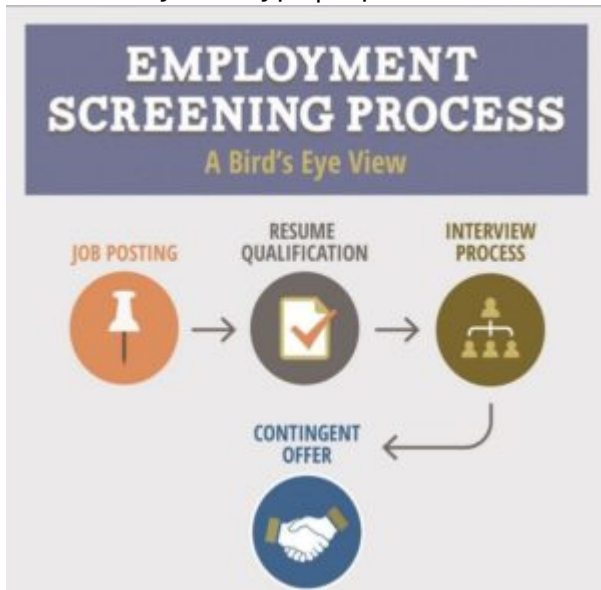 EMPLOYMENT
SCREENING PROCESS
A Bird's Eye View
JOB POSTING
RESUME
QUALIFICATION
INTERVIEW
PROCESS
CONTINGENT
OFFER